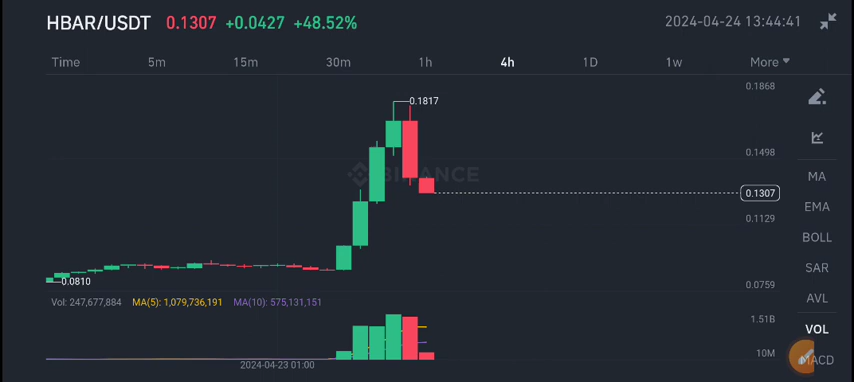 HBAR/USDT 0.1307 +0.0427 +48.52% 2024-04-24 13:44:41
Time 5m 15m 30m 1h 4h 1D 1w More
0.1868
0.1817
0.1498
BINANCE
MA
0.1307
EMA
0.1129
BOLL
SAR
0.0810
0.0759
AVL
Vol: 247,677,884 MA(5): 1,079,736,191 MA(10): 575,131,151
1.51B
VOL
10M
MACD
2024-04-23 01:00